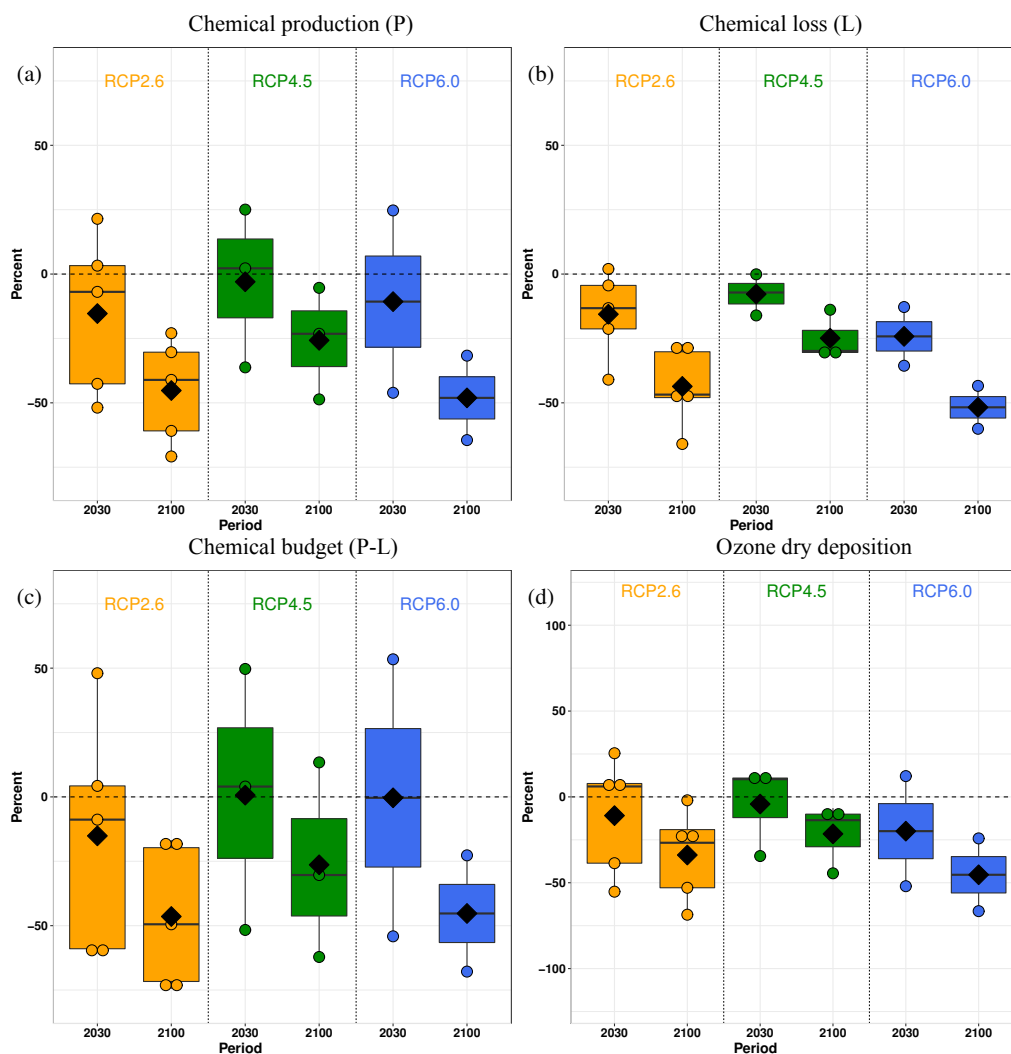 Chemical production (P)
(a)
RCP2.6 RCP4.5 RCP6.0
50
0
−50
Percent
2030 2100 2030 2100 2030 2100
Period
Chemical loss (L)
(b)
RCP2.6 RCP4.5 RCP6.0
50
0
−50
Percent
2030 2100 2030 2100 2030 2100
Period
Chemical budget (P-L)
(c)
RCP2.6 RCP4.5 RCP6.0
50
0
−50
Percent
2030 2100 2030 2100 2030 2100
Period
Ozone dry deposition
(d)
RCP2.6 RCP4.5 RCP6.0
100
50
0
−50
−100
Percent
2030 2100 2030 2100 2030 2100
Period